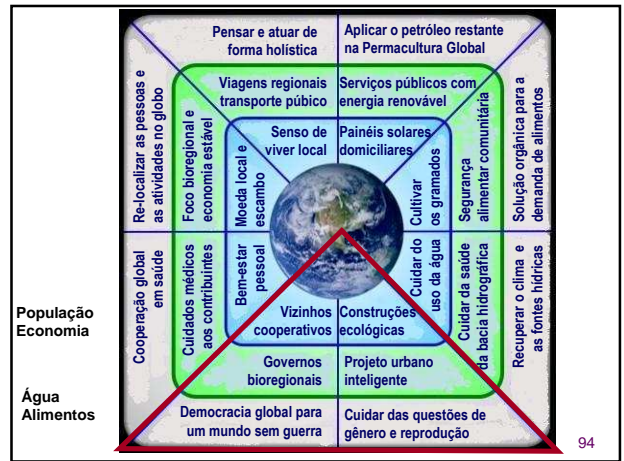 Pensar e atuar de
forma holística
Aplicar o petróleo restante
na Permacultura Global
Viagens regionais
transporte púbico
Serviços públicos com
energia renovável
Senso de
viver local
Painéis solares
domiciliares
Re-localizar as pessoas e
as atividades no globo
Foco bioregional e
economia estável
Moeda local e
escambo
Cultivar
os gramados
Segurança
alimentar comunitária
Solução orgânica para a
demanda de alimentos
Cooperação global
em saúde
Cuidados médicos
aos contribuintes
Bem-estar
pessoal
Cuidar do
uso da água
Cuidar da saúde
da bacia hidrográfica
Recuperar o clima e
as fontes hídricas
Vizinhos
cooperativos
Construções
ecológicas
Governos
bioregionais
Projeto urbano
inteligente
Democracia global para
um mundo sem guerra
Cuidar das questões de
gênero e reprodução
População
Economia
Água
Alimentos
94